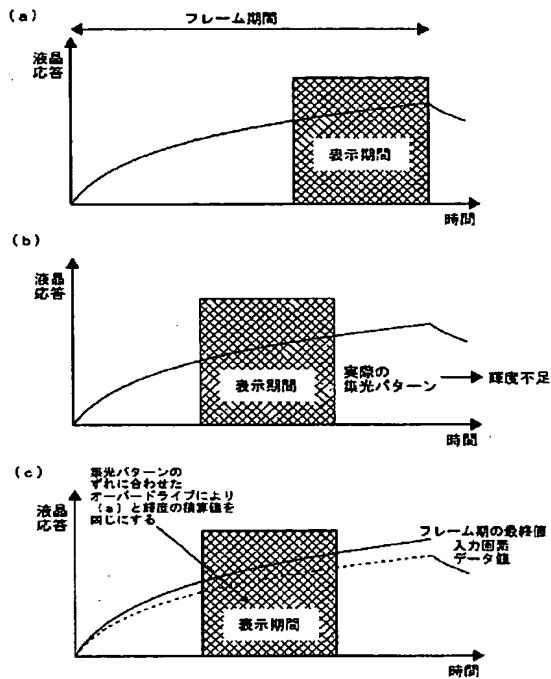 (a)
フレーム期間
液晶
応答
表示期間
時間
(b)
液晶
応答
表示期間
実際の
集光パターン
輝度不足
時間
(c)
集光パターンの
ずれに合わせた
オーバードライブにより
(a)と輝度の積算値を
同じにする
液晶
応答
フレーム期の最終値
入力画素
データ値
表示期間
時間